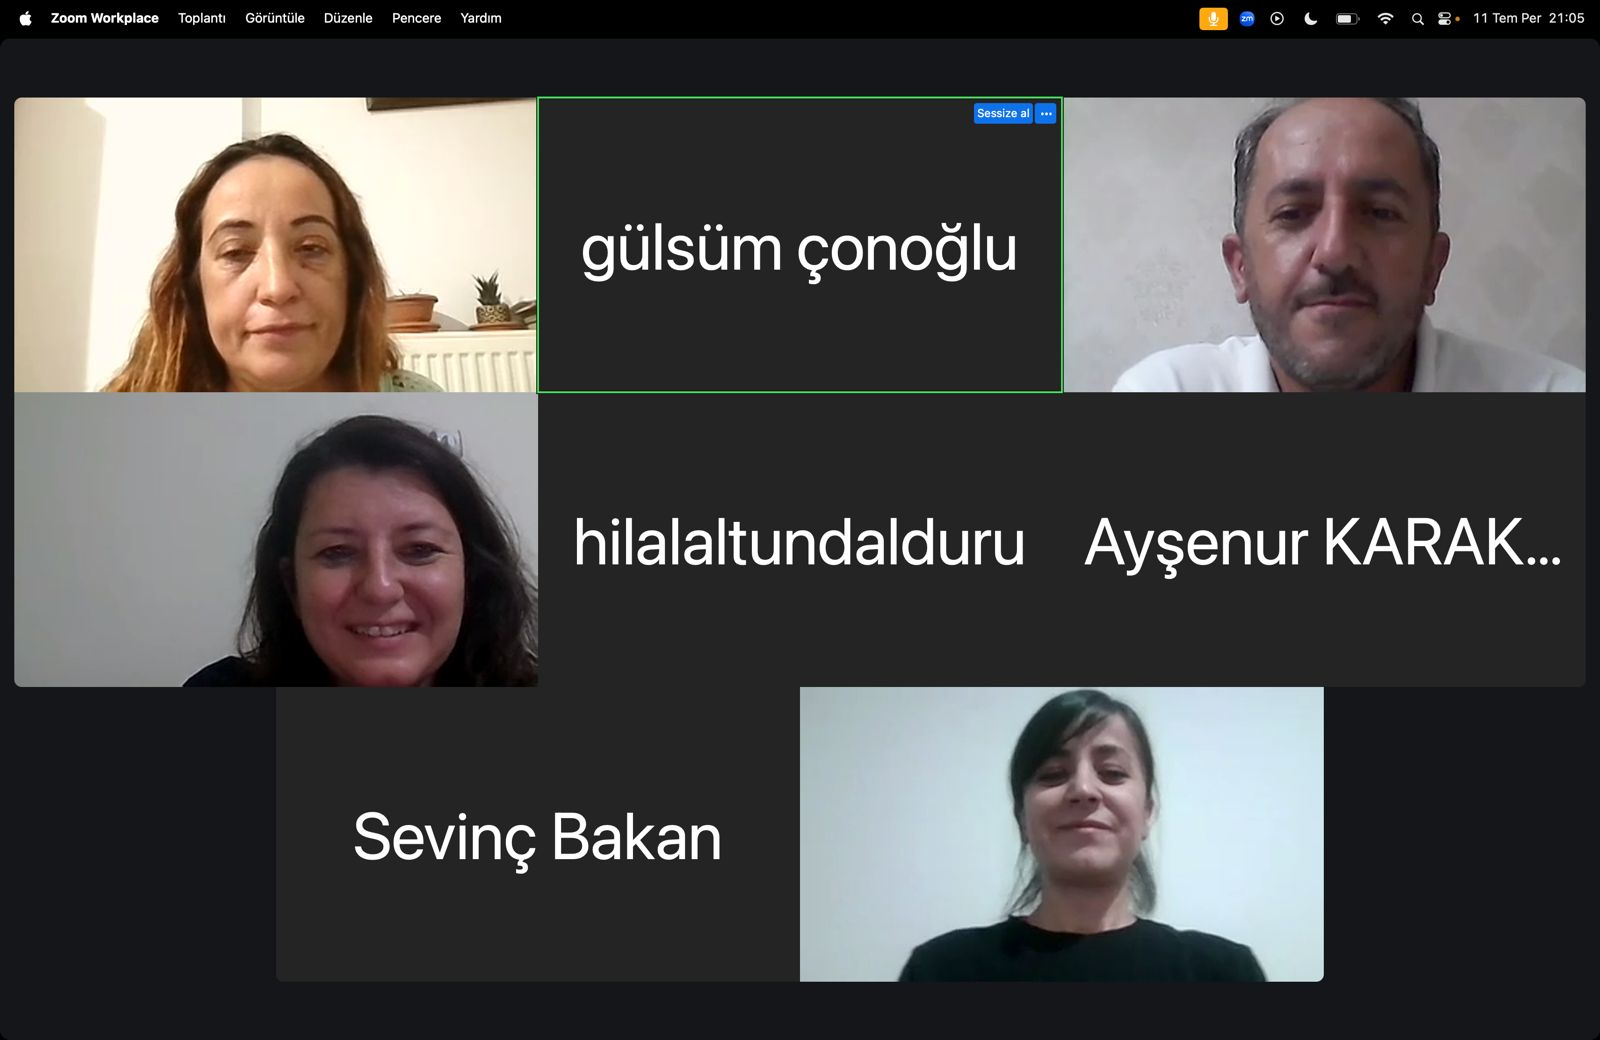 Zoom Workplace Toplantı Görüntüle Düzenle Pencere Yardım zm 11 Tem Per 21:05
Sessize al ...
gülsüm çonoğlu
hilalaltundalduru Ayşenur KARAK...
Sevinç Bakan